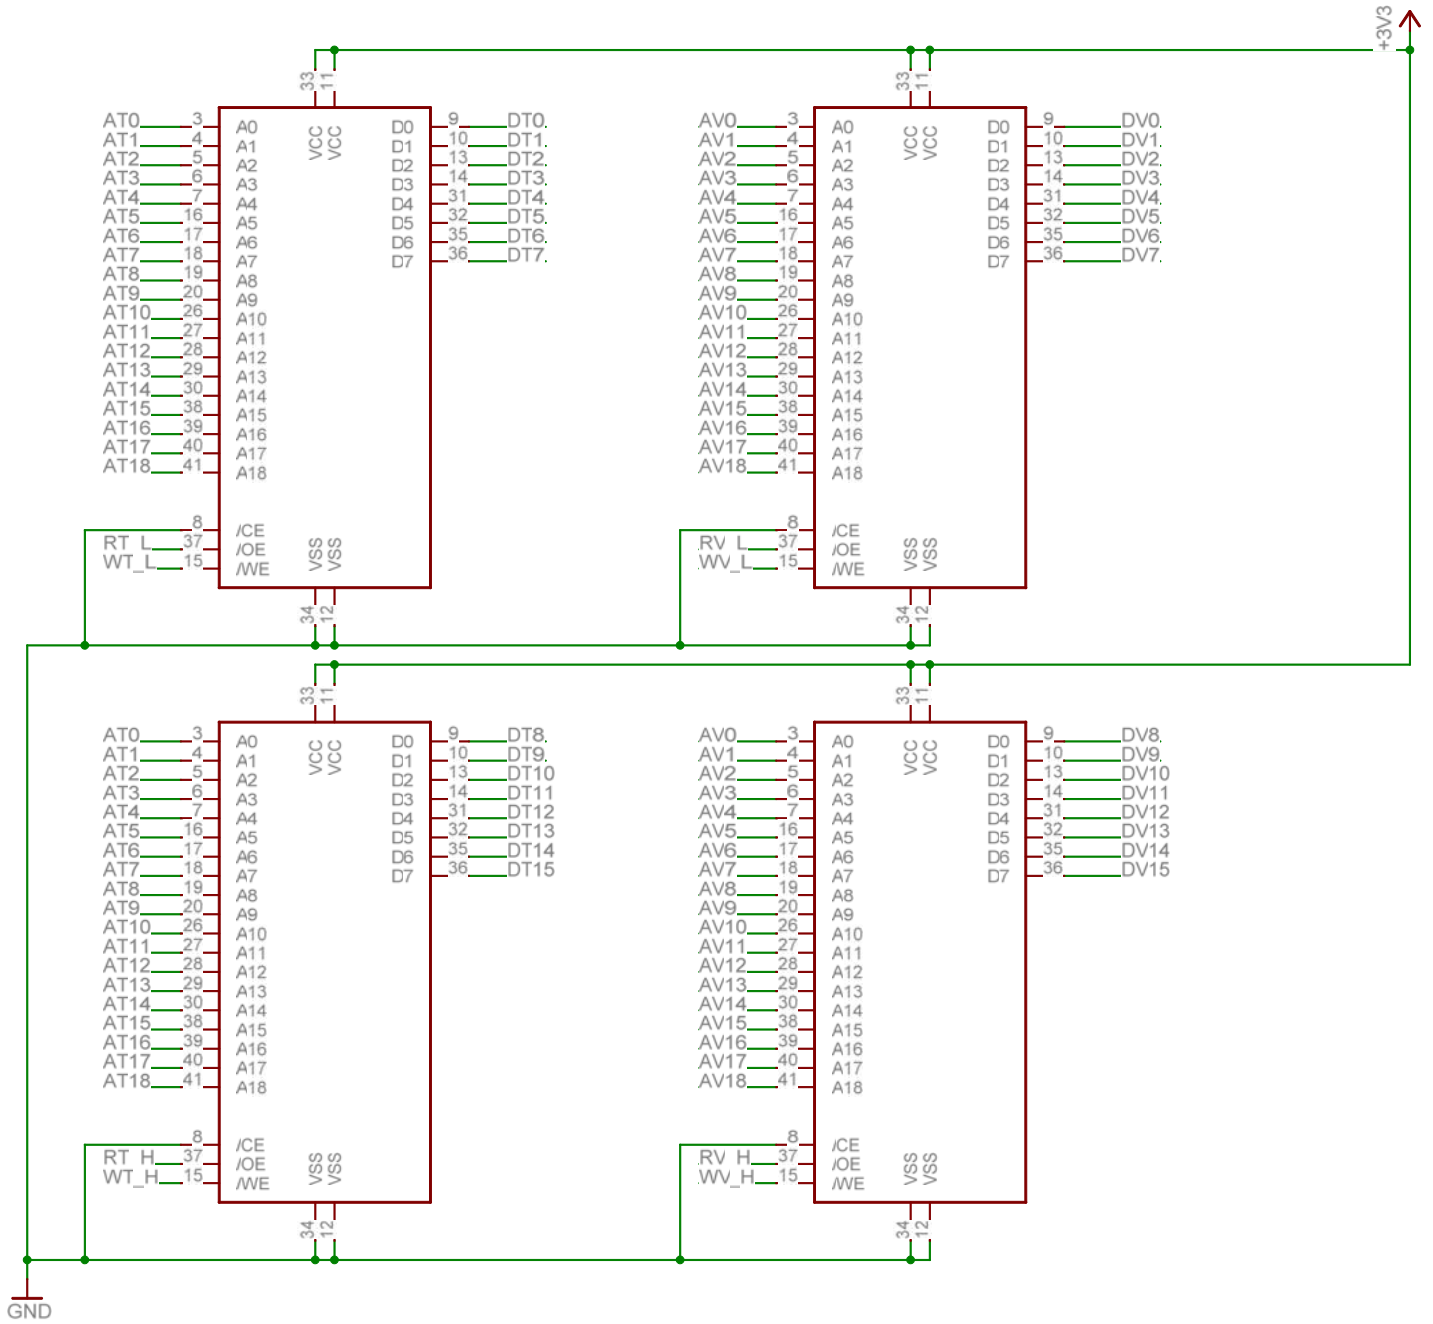 +3V3
33 11
33 11
AT0 3 A0 VCC VCC D0 9 DT0
AV0 3 A0 VCC VCC D0 9 DV0
AT1 4 A1 D1 10 DT1
AV1 4 A1 D1 10 DV1
AT2 5 A2 D2 13 DT2
AV2 5 A2 D2 13 DV2
AT3 6 A3 D3 14 DT3
AV3 6 A3 D3 14 DV3
AT4 7 A4 D4 31 DT4
AV4 7 A4 D4 31 DV4
AT5 16 A5 D5 32 DT5
AV5 16 A5 D5 32 DV5
AT6 17 A6 D6 35 DT6
AV6 17 A6 D6 35 DV6
AT7 18 A7 D7 36 DT7
AV7 18 A7 D7 36 DV7
AT8 19 A8
AV8 19 A8
AT9 20 A9
AV9 20 A9
AT10 26 A10
AV10 26 A10
AT11 27 A11
AV11 27 A11
AT12 28 A12
AV12 28 A12
AT13 29 A13
AV13 29 A13
AT14 30 A14
AV14 30 A14
AT15 38 A15
AV15 38 A15
AT16 39 A16
AV16 39 A16
AT17 40 A17
AV17 40 A17
AT18 41 A18
AV18 41 A18
8 /CE
8 /CE
RT_L 37 /OE VSS VSS
RV_L 37 /OE VSS VSS
WT_L 15 /WE
WV_L 15 /WE
34 12
34 12
33 11
33 11
AT0 3 A0 VCC VCC D0 9 DT8
AV0 3 A0 VCC VCC D0 9 DV8
AT1 4 A1 D1 10 DT9
AV1 4 A1 D1 10 DV9
AT2 5 A2 D2 13 DT10
AV2 5 A2 D2 13 DV10
AT3 6 A3 D3 14 DT11
AV3 6 A3 D3 14 DV11
AT4 7 A4 D4 31 DT12
AV4 7 A4 D4 31 DV12
AT5 16 A5 D5 32 DT13
AV5 16 A5 D5 32 DV13
AT6 17 A6 D6 35 DT14
AV6 17 A6 D6 35 DV14
AT7 18 A7 D7 36 DT15
AV7 18 A7 D7 36 DV15
AT8 19 A8
AV8 19 A8
AT9 20 A9
AV9 20 A9
AT10 26 A10
AV10 26 A10
AT11 27 A11
AV11 27 A11
AT12 28 A12
AV12 28 A12
AT13 29 A13
AV13 29 A13
AT14 30 A14
AV14 30 A14
AT15 38 A15
AV15 38 A15
AT16 39 A16
AV16 39 A16
AT17 40 A17
AV17 40 A17
AT18 41 A18
AV18 41 A18
8 /CE
8 /CE
RT_H 37 /OE VSS VSS
RV_H 37 /OE VSS VSS
WT_H 15 /WE
WV_H 15 /WE
34 12
34 12
GND